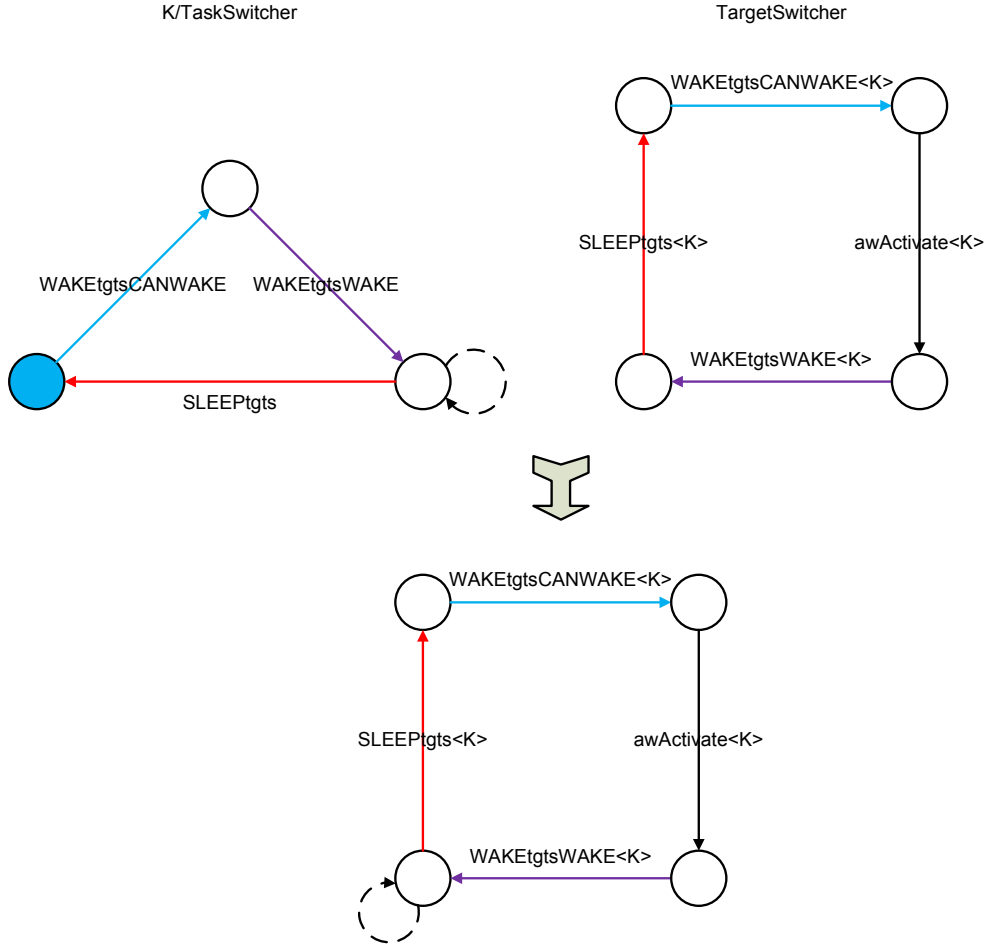 K/TaskSwitcher
TargetSwitcher
WAKEtgtsCANWAKE<K>
SLEEPtgts<K>
awActivate<K>
WAKEtgtsCANWAKE
WAKEtgtsWAKE
WAKEtgtsWAKE<K>
SLEEPtgts
WAKEtgtsCANWAKE<K>
SLEEPtgts<K>
awActivate<K>
WAKEtgtsWAKE<K>